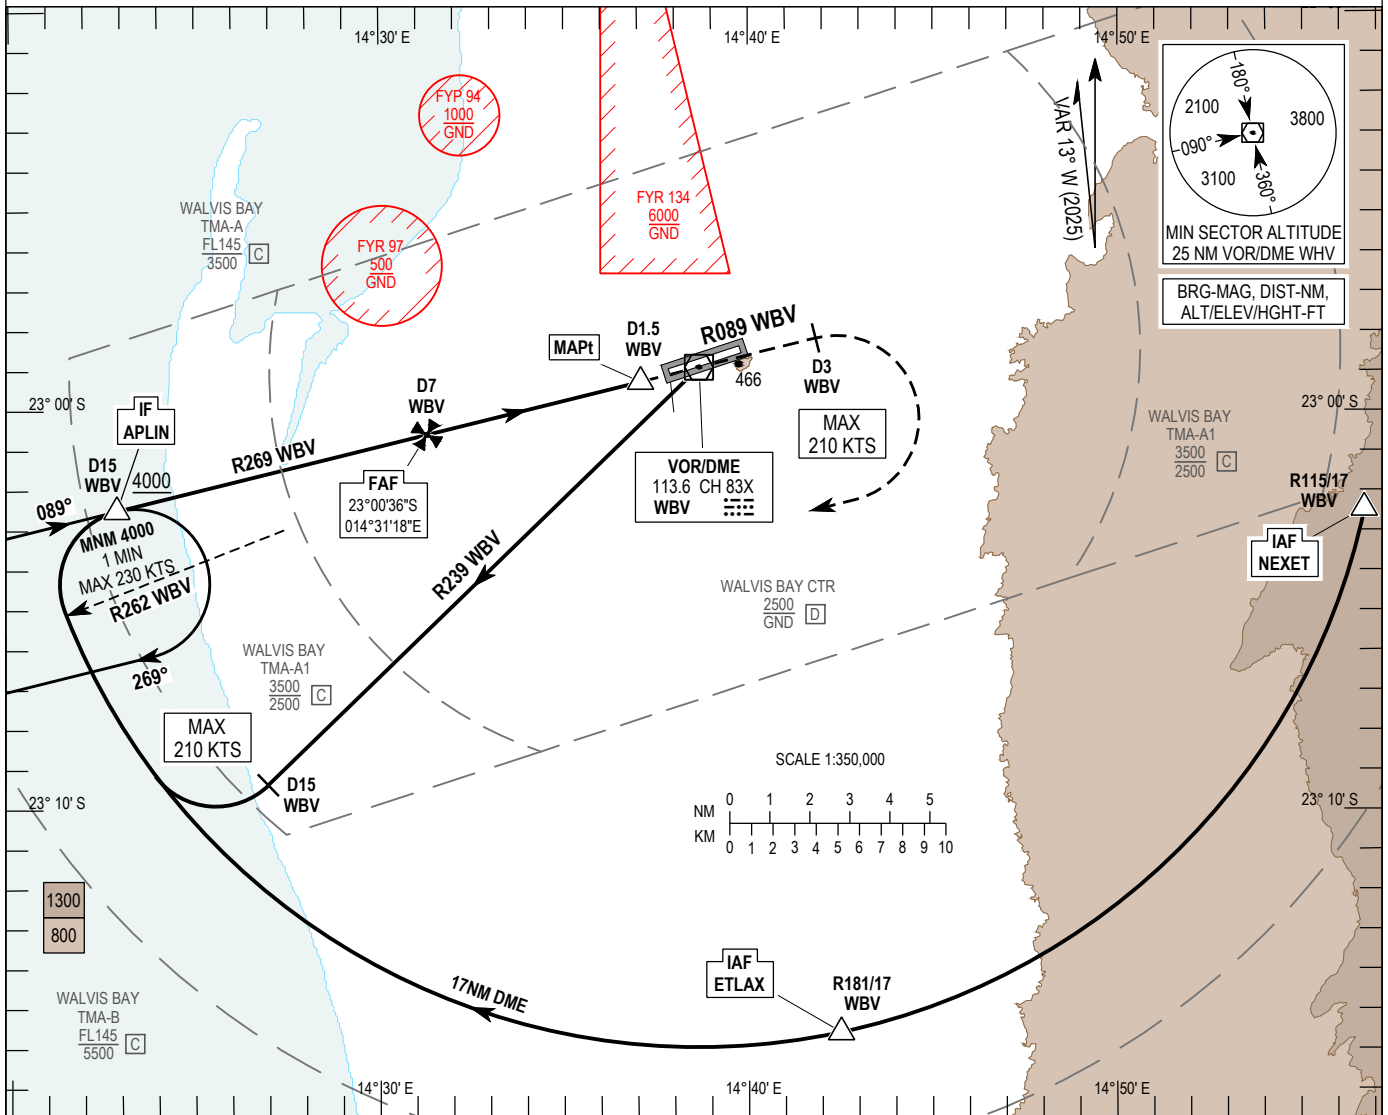 14°30' E
14°40' E
14°50' E
FYP 94
1000
GND
FYR 97
500
GND
FYR 134
6000
GND
WALVIS BAY
TMA-A
FL145
3500
C
VAR 13° W (2025)
180°
2100
3800
090°
3100
360°
MIN SECTOR ALTITUDE
25 NM VOR/DME WHV
BRG-MAG, DIST-NM,
ALT/ELEV/HGHT-FT
MAPt
D1.5
WBV
R089 WBV
D3
WBV
466
MAX
210 KTS
23° 00' S
23° 00' S
IF
APLIN
D7
WBV
R269 WBV
D15
WBV
4000
FAF
23°00'36"S
014°31'18"E
VOR/DME
113.6 CH 83X
WBV
WALVIS BAY
TMA-A1
3500
2500
C
R115/17
WBV
IAF
NEXET
089°
MNM 4000
1 MIN
MAX 230 KTS
R262 WBV
269°
R239 WBV
WALVIS BAY CTR
2500
GND
D
WALVIS BAY
TMA-A1
3500
2500
C
MAX
210 KTS
D15
WBV
SCALE 1:350,000
NM
0 1 2 3 4 5
KM
0 1 2 3 4 5 6 7 8 9 10
23° 10' S
23° 10' S
1300
800
IAF
ETLAX
R181/17
WBV
17NM DME
WALVIS BAY
TMA-B
FL145
5500
C
14°30' E
14°40' E
14°50' E